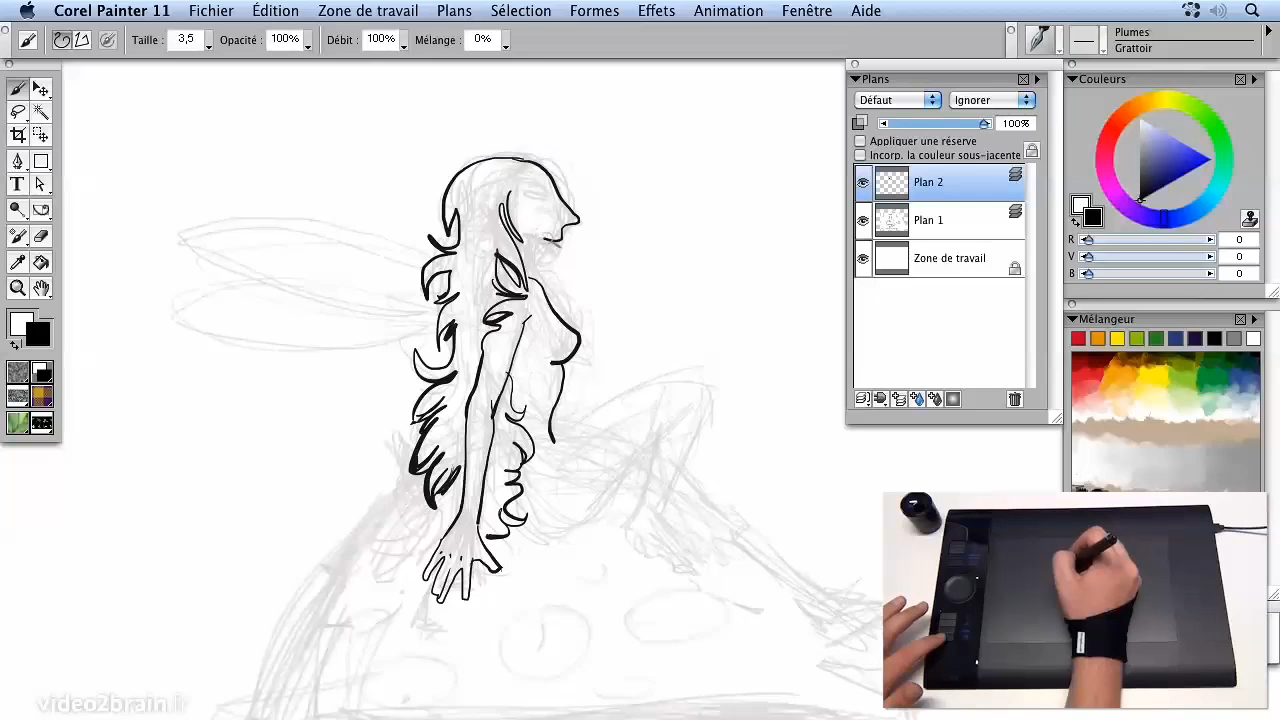 Corel Painter 11 Fichier Édition Zone de travail Plans Sélection Formes Effets Animation Fenêtre Aide
Taille : 3,5 Opacité : 100% Débit : 100% Mélange : 0%
Plumes
Grattoir
Plans
Défaut Ignorer
100%
Appliquer une réserve
Incorp. la couleur sous-jacente
Plan 2
Plan 1
Zone de travail
Couleurs
R 0
V 0
B 0
Mélangeur
T
video2brain.fr